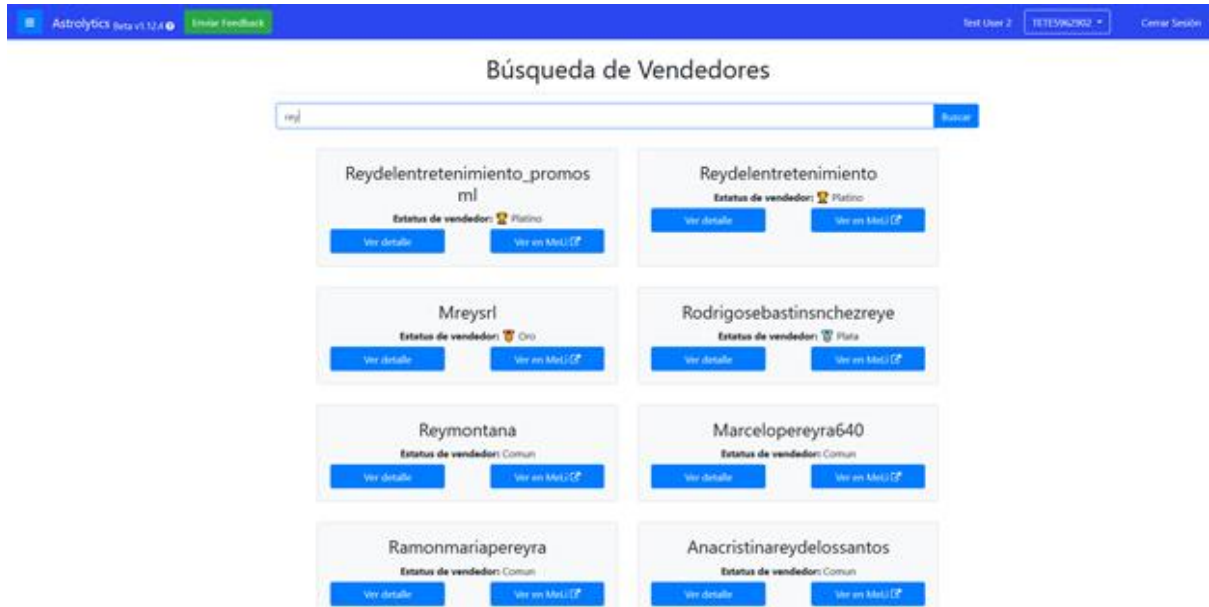 Astrolytics Beta v1.12.4 Enviar Feedback Test User 2 TETE5962902 Cerrar Sesión
Búsqueda de Vendedores
rey Buscar
Reydelentretenimiento_promos
ml
Estatus de vendedor: Platino
Ver detalle Ver en MeLi
Reydelentretenimiento
Estatus de vendedor: Platino
Ver detalle Ver en MeLi
Mreysrl
Estatus de vendedor: Oro
Ver detalle Ver en MeLi
Rodrigosebastinsnchezreye
Estatus de vendedor: Plata
Ver detalle Ver en MeLi
Reymontana
Estatus de vendedor: Comun
Ver detalle Ver en MeLi
Marcelopereyra640
Estatus de vendedor: Comun
Ver detalle Ver en MeLi
Ramonmariapereyra
Estatus de vendedor: Comun
Ver detalle Ver en MeLi
Anacristinareydelossantos
Estatus de vendedor: Comun
Ver detalle Ver en MeLi